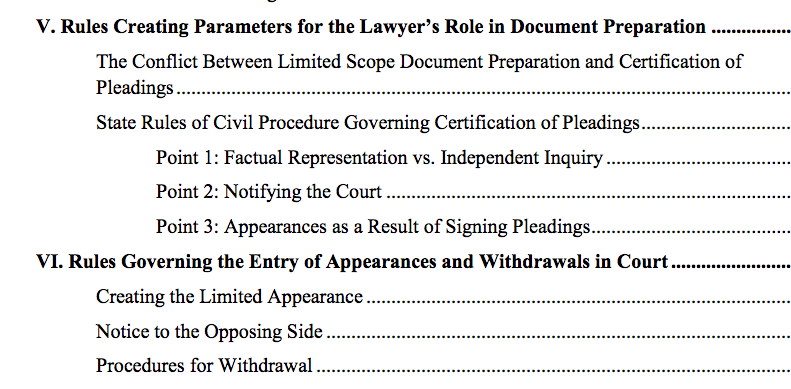 V. Rules Creating Parameters for the Lawyer's Role in Document Preparation ................
The Conflict Between Limited Scope Document Preparation and Certification of
Pleadings ................................................................................
State Rules of Civil Procedure Governing Certification of Pleadings ..............................
Point 1: Factual Representation vs. Independent Inquiry .....................................
Point 2: Notifying the Court ................................................................................
Point 3: Appearances as a Result of Signing Pleadings ........................................
VI. Rules Governing the Entry of Appearances and Withdrawals in Court ........................
Creating the Limited Appearance ................................................................................
Notice to the Opposing Side ................................................................................
Procedures for Withdrawal ................................................................................